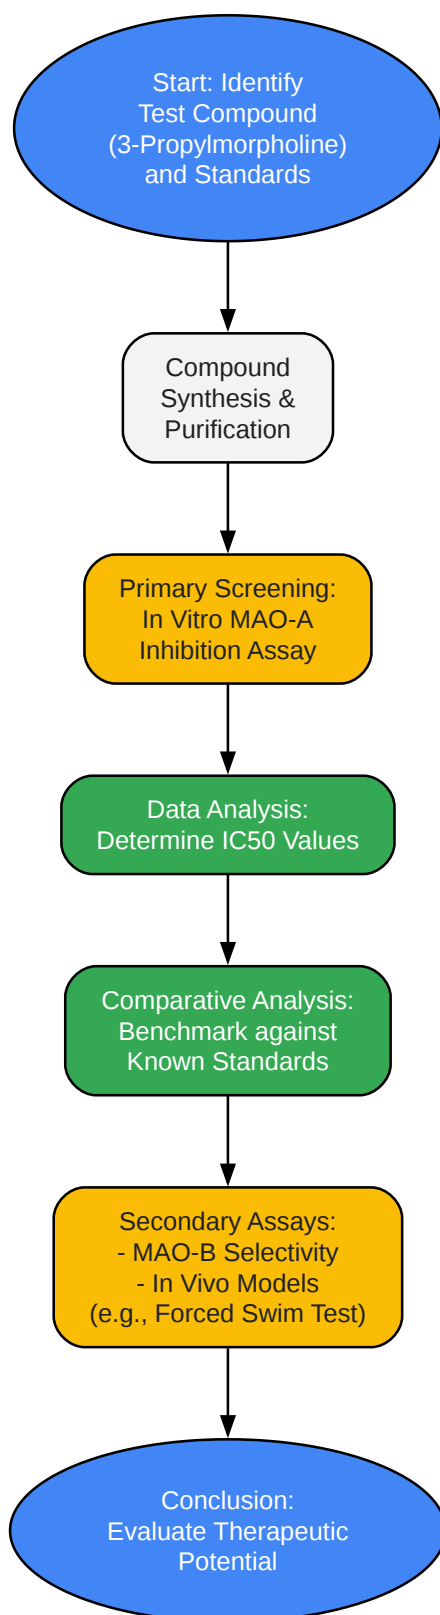 Start: Identify
Test Compound
(3-Propylmorpholine)
and Standards
Compound
Synthesis &
Purification
Primary Screening:
In Vitro MAO-A
Inhibition Assay
Data Analysis:
Determine IC50 Values
Comparative Analysis:
Benchmark against
Known Standards
Secondary Assays:
- MAO-B Selectivity
- In Vivo Models
(e.g., Forced Swim Test)
Conclusion:
Evaluate Therapeutic
Potential